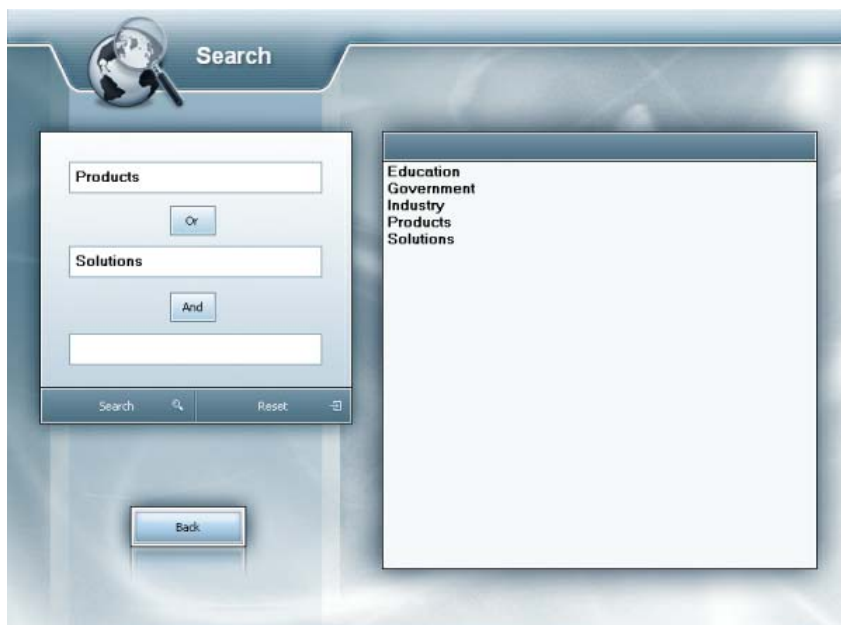 Search
Products
Or
Solutions
And
Search
Reset
Back
Education
Government
Industry
Products
Solutions